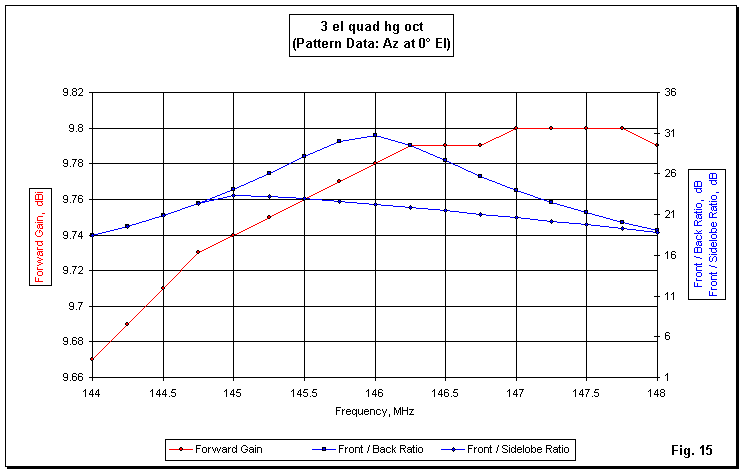 3 el quad hg oct
(Pattern Data: Az at 0° El)
9.82
9.8
9.78
9.76
9.74
9.72
9.7
9.68
9.66
36
31
26
21
16
11
6
1
Forward Gain, dBi
Front / Back Ratio, dB
Front / Sidelobe Ratio, dB
144
144.5
145
145.5
146
146.5
147
147.5
148
Frequency, MHz
Forward Gain
Front / Back Ratio
Front / Sidelobe Ratio
Fig. 15